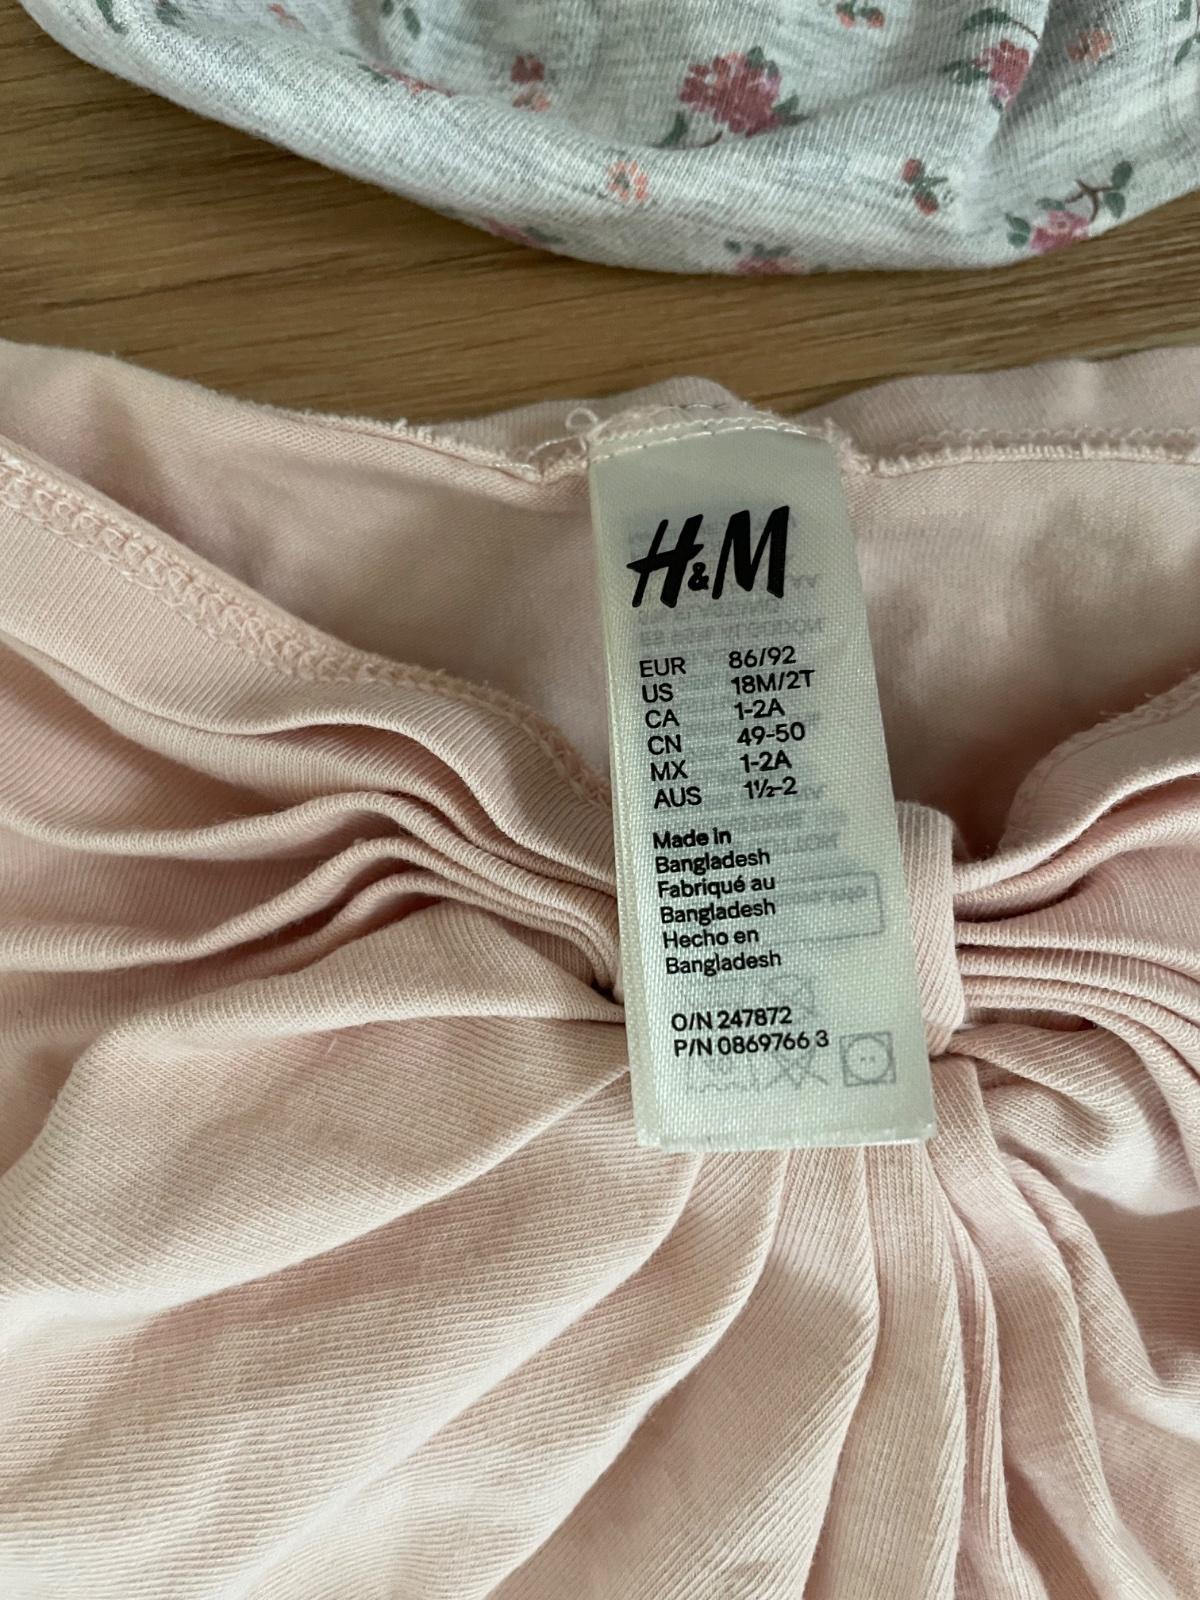 H&M
EUR 86/92
US 18M/2T
CA 1-2A
CN 49-50
MX 1-2A
AUS 1½-2
Made in
Bangladesh
Fabriqué au
Bangladesh
Hecho en
Bangladesh
O/N 247872
P/N 0869766 3